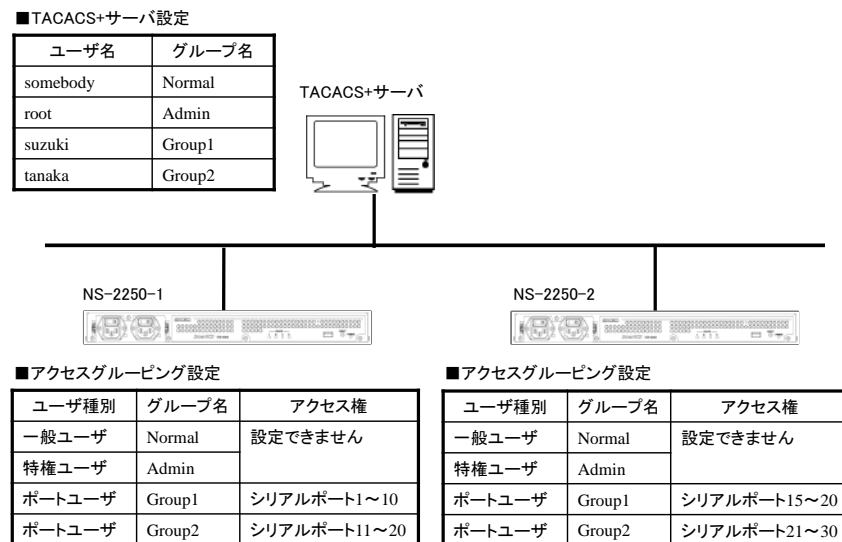 ■TACACS+サーバ設定
ユーザ名 グループ名
somebody Normal
root Admin
suzuki Group1
tanaka Group2
TACACS+サーバ
NS-2250-1
NS-2250-2
■アクセスグルーピング設定
ユーザ種別 グループ名 アクセス権
一般ユーザ Normal 設定できません
特権ユーザ Admin
ポートユーザ Group1 シリアルポート1～10
ポートユーザ Group2 シリアルポート11～20
■アクセスグルーピング設定
ユーザ種別 グループ名 アクセス権
一般ユーザ Normal 設定できません
特権ユーザ Admin
ポートユーザ Group1 シリアルポート15～20
ポートユーザ Group2 シリアルポート21～30